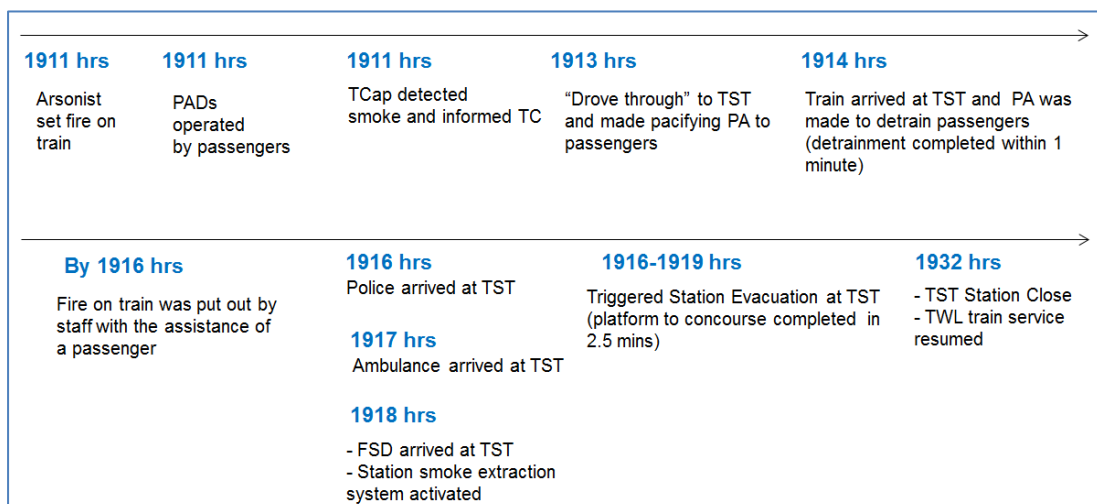 1911 hrs
Arsonist
set fire on
train
1911 hrs
PADs
operated
by passengers
1911 hrs
TCap detected
smoke and informed TC
1913 hrs
“Drove through” to TST
and made pacifying PA to
passengers
1914 hrs
Train arrived at TST and PA was
made to detrain passengers
(detrainment completed within 1
minute)
By 1916 hrs
Fire on train was put out by
staff with the assistance of
a passenger
1916 hrs
Police arrived at TST
1917 hrs
Ambulance arrived at TST
1918 hrs
- FSD arrived at TST
- Station smoke extraction
system activated
1916-1919 hrs
Triggered Station Evacuation at TST
(platform to concourse completed in
2.5 mins)
1932 hrs
- TST Station Close
- TWL train service
resumed